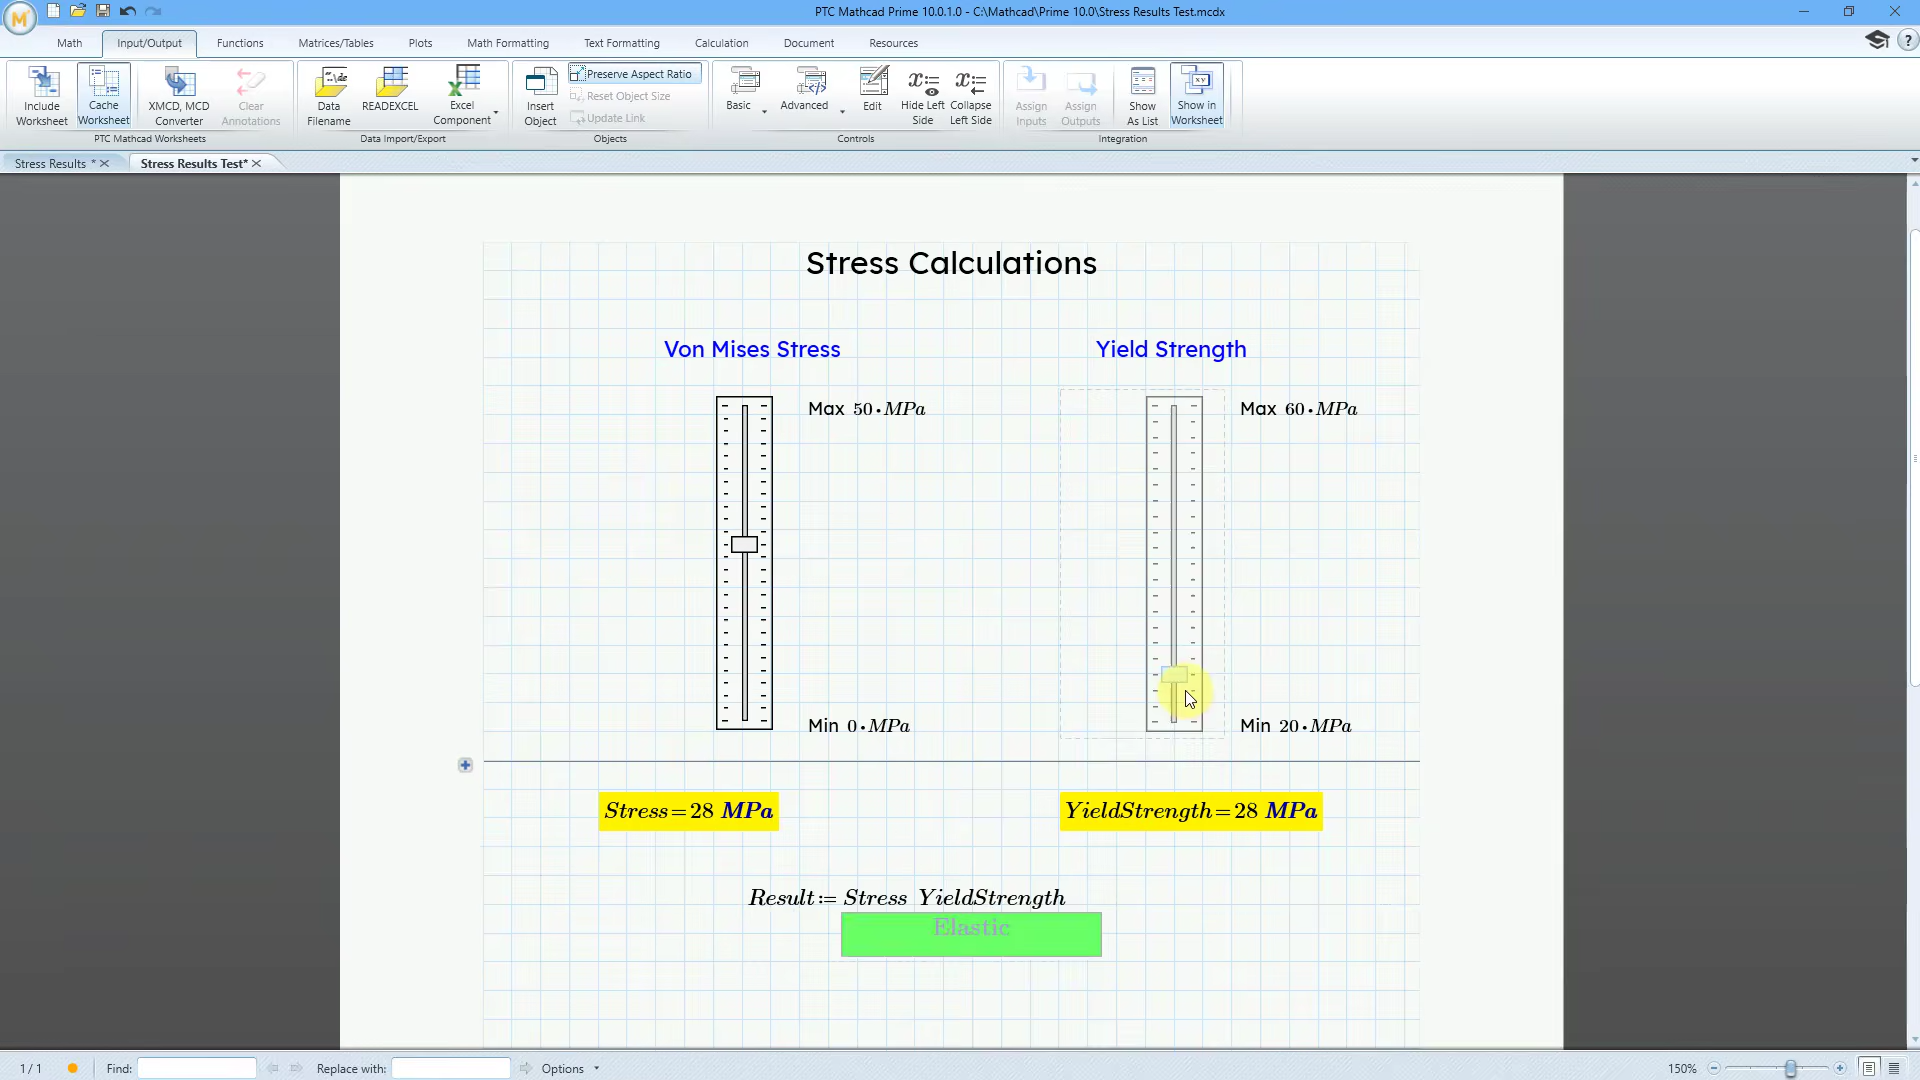 PTC Mathcad Prime 10.0.1.0 - C:\Mathcad\Prime 10.0\Stress Results Test.mcdx
Math Input/Output Functions Matrices/Tables Plots Math Formatting Text Formatting Calculation Document Resources
Include Worksheet
Cache Worksheet
XMCD, MCD Converter
Clear Annotations
PTC Mathcad Worksheets
Data Filename
READEXCEL
Excel Component
Data Import/Export
Insert Object
Preserve Aspect Ratio
Reset Object Size
Update Link
Objects
Basic
Advanced
Edit
Hide Left Side
Collapse Left Side
Controls
Assign Inputs
Assign Outputs
Show As List
Show in Worksheet
Integration
Stress Results *
Stress Results Test*
Stress Calculations
Von Mises Stress Yield Strength
Max 50·MPa Max 60·MPa
Min 0·MPa Min 20·MPa
Stress=28 MPa YieldStrength=28 MPa
Result:= Stress YieldStrength
Elastic
1 / 1 Find: Replace with: Options 150%